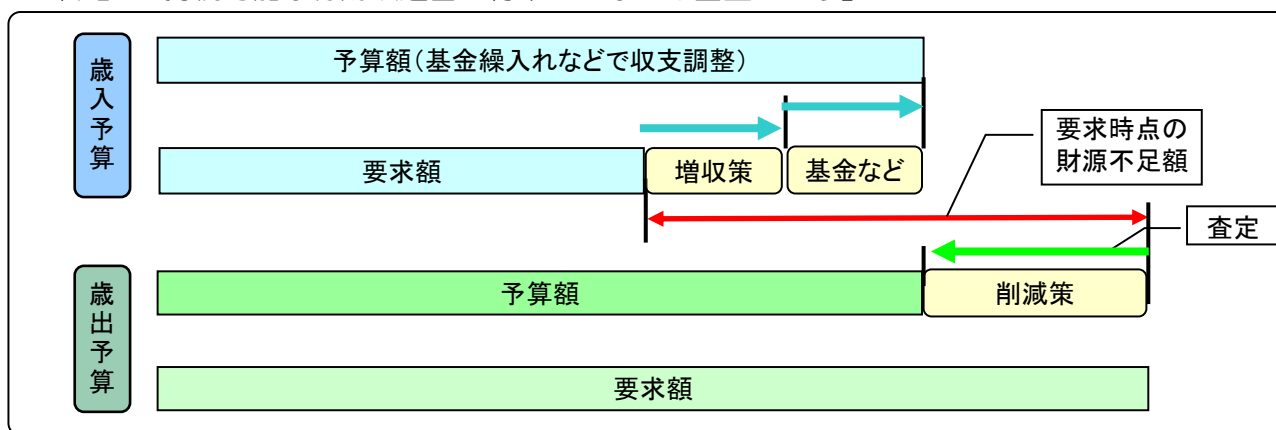 歳入予算
予算額(基金繰入れなどで収支調整)
要求額
増収策
基金など
要求時点の
財源不足額
査定
歳出予算
予算額
削減策
要求額